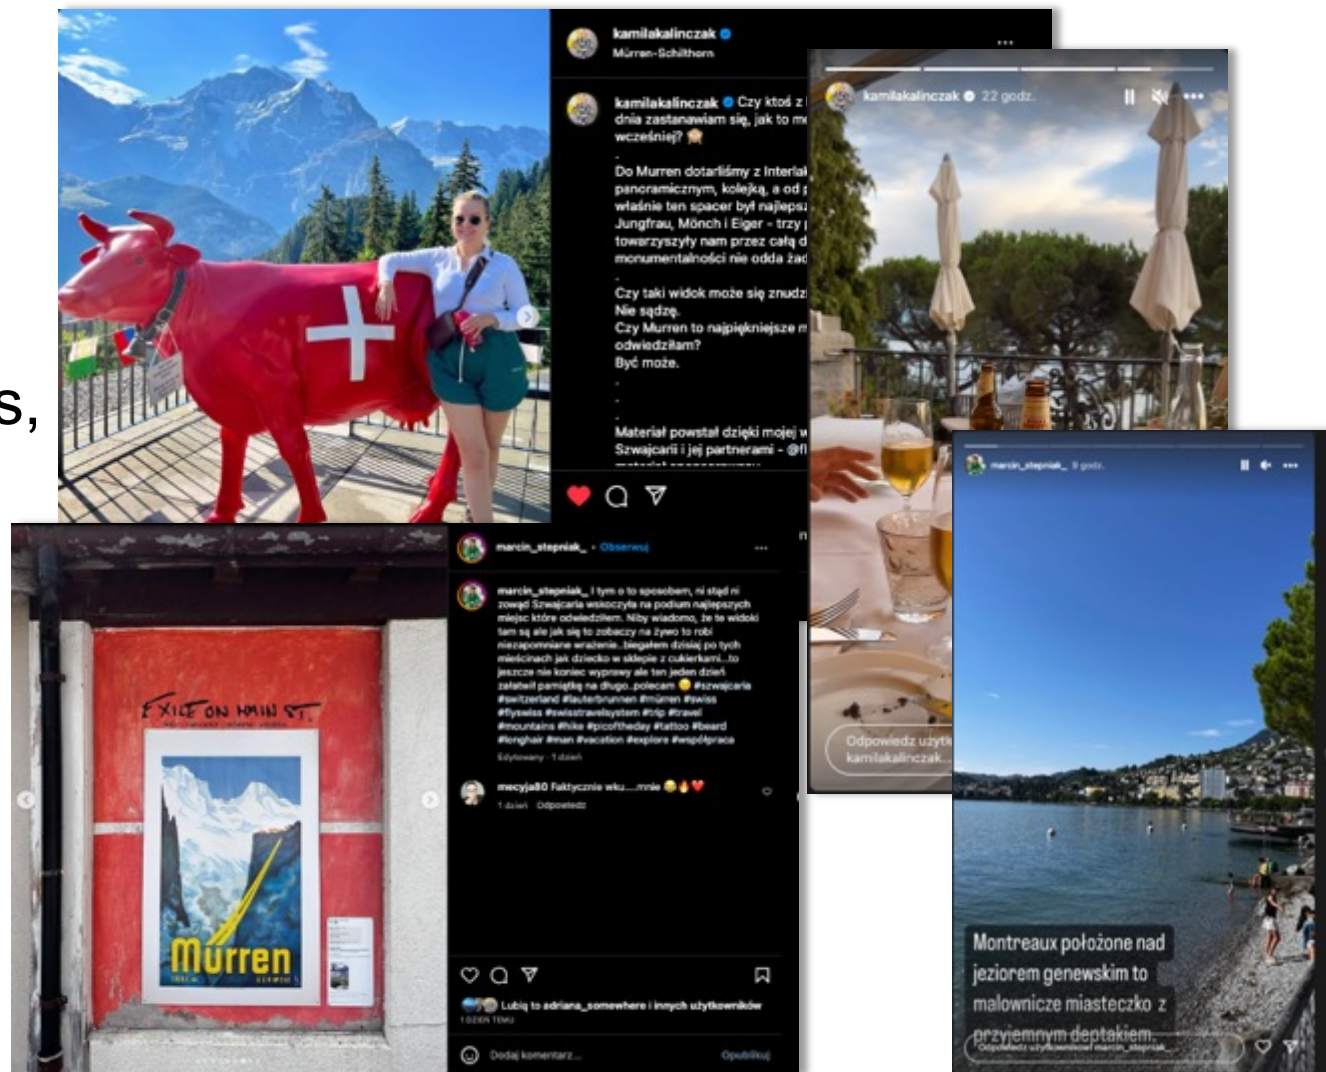 s,
kamilakalinczak
Mürren-Schilthorn
kamilakalinczak Czy ktoś z
dnia zastanawiam się, jak to mo
wcześniej? 🙈
.
Do Murren dotarliśmy z Interlak
panoramicznym, kolejką, a od p
właśnie ten spacer był najlepsz
Jungfrau, Mönch i Eiger - trzy
towarzyszyły nam przez całą d
monumentalności nie odda żad
.
Czy taki widok może się znudz
Nie sądzę.
Czy Murren to najpiękniejsze m
odwiedziłam?
Być może.
.
.
.
Materiał powstał dzięki mojej w
Szwajcarii i jej partnerami - @fl
kamilakalinczak 22 godz.
Odpowiedz użytk
kamilakalinczak...
marcin_stepniak_ • Obserwuj
marcin_stepniak_ I tym o to sposobem, ni stąd ni
zowąd Szwajcaria wskoczyła na podium najlepszych
miejsc które odwiedziłem. Niby wiadomo, że te widoki
tam są ale jak się to zobaczy na żywo to robi
niezapomniane wrażenie..biegałem dzisiaj po tych
mieścinach jak dziecko w sklepie z cukierkami...to
jeszcze nie koniec wyprawy ale ten jeden dzień
załatwił pamiątkę na długo..polecam 😁 #szwajcaria
#switzerland #lauterbrunnen #mürren #swiss
#flyswiss #swisstravelsystem #trip #travel
#mountains #hike #picoftheday #tattoo #beard
#longhair #man #vacation #explore #współpraca
Edytowany · 1 dzień
mecyja80 Faktycznie wku....mnie 😂🔥❤️
1 dzień Odpowiedz
Lubią to adriana_somewhere i innych użytkowników
1 DZIEŃ TEMU
Dodaj komentarz...
Opublikuj
EXILE ON MAIN ST.
Mürren
marcin_stepniak_ 9 godz.
Montreaux położone nad
jeziorem genewskim to
malownicze miasteczko z
przyjemnym deptakiem.
Odpowiedz użytkownikowi marcin_stepniak_